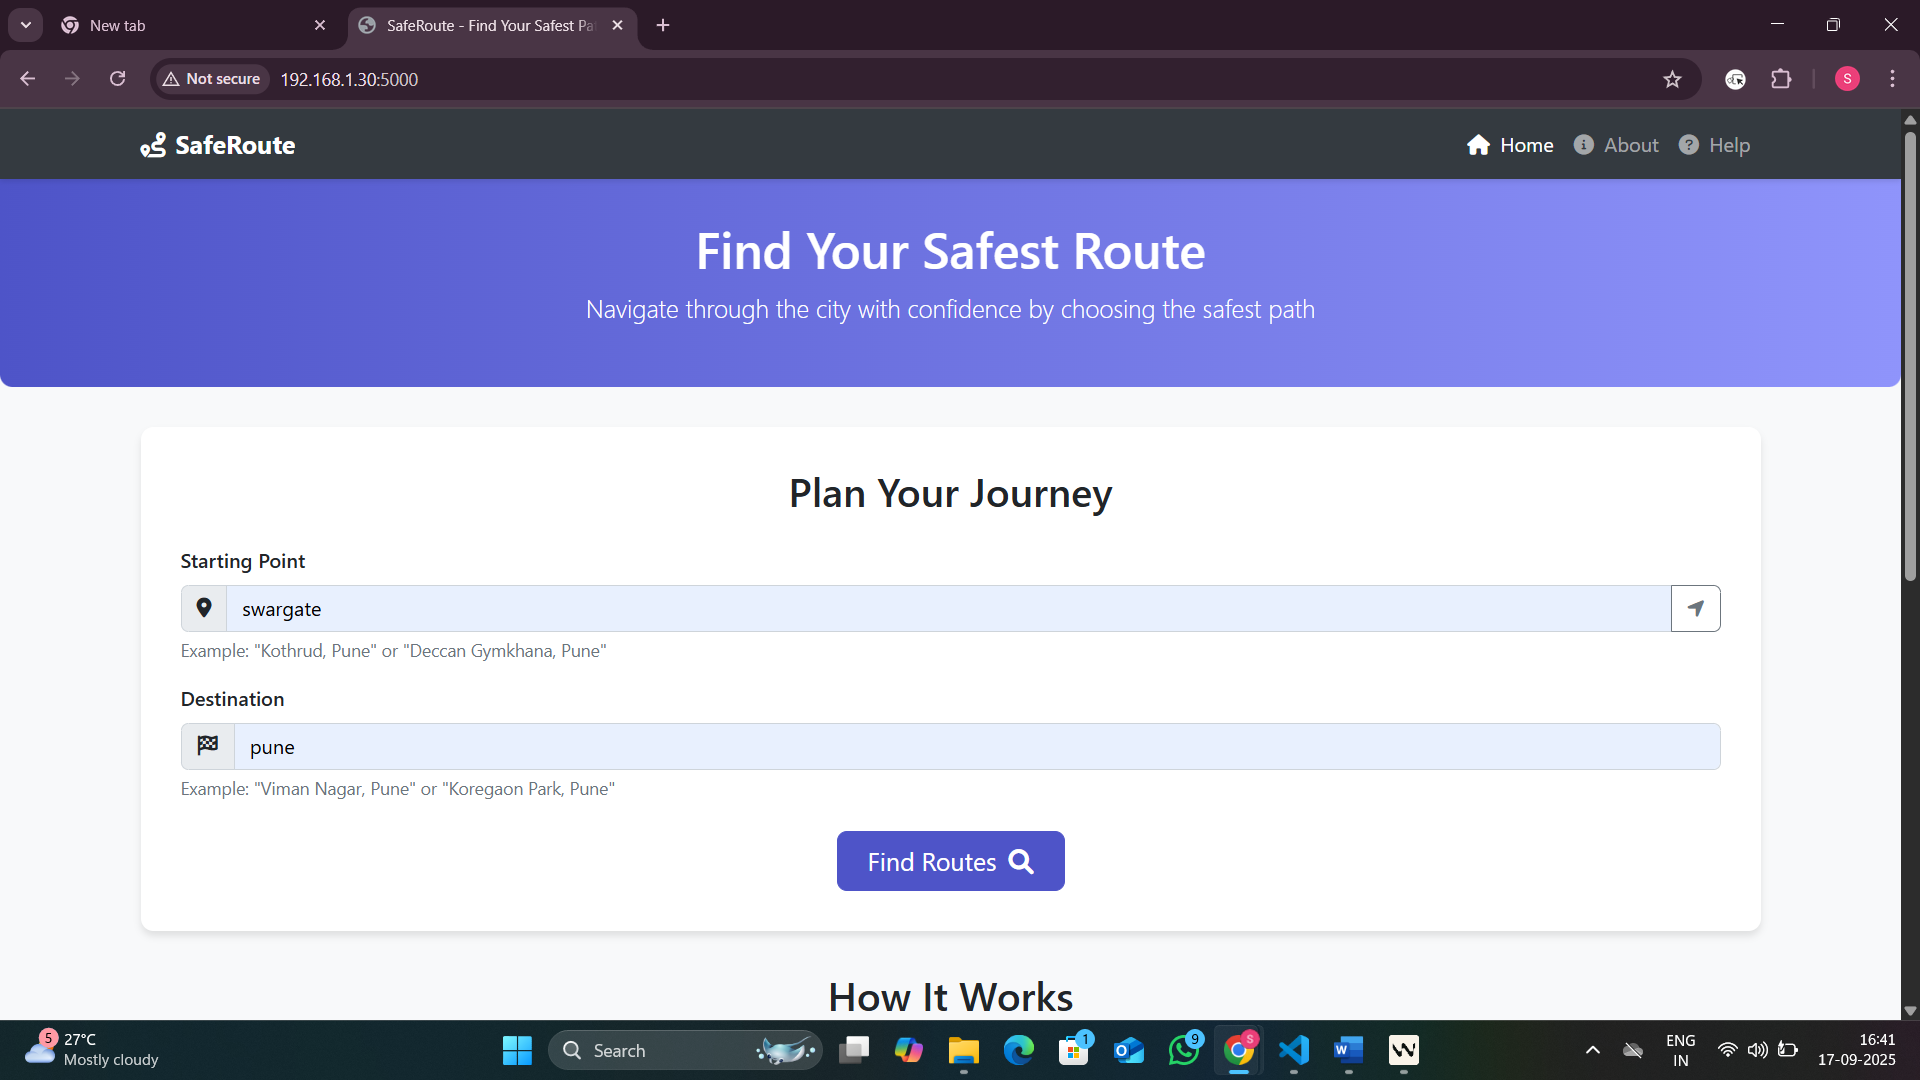 New tab
SafeRoute - Find Your Safest Pa
Not secure
192.168.1.30:5000
S
SafeRoute
Home
About
Help
Find Your Safest Route
Navigate through the city with confidence by choosing the safest path
Plan Your Journey
Starting Point
swargate
Example: "Kothrud, Pune" or "Deccan Gymkhana, Pune"
Destination
pune
Example: "Viman Nagar, Pune" or "Koregaon Park, Pune"
Find Routes
How It Works
5
27°C
Mostly cloudy
Search
1
9
S
ENG
IN
16:41
17-09-2025